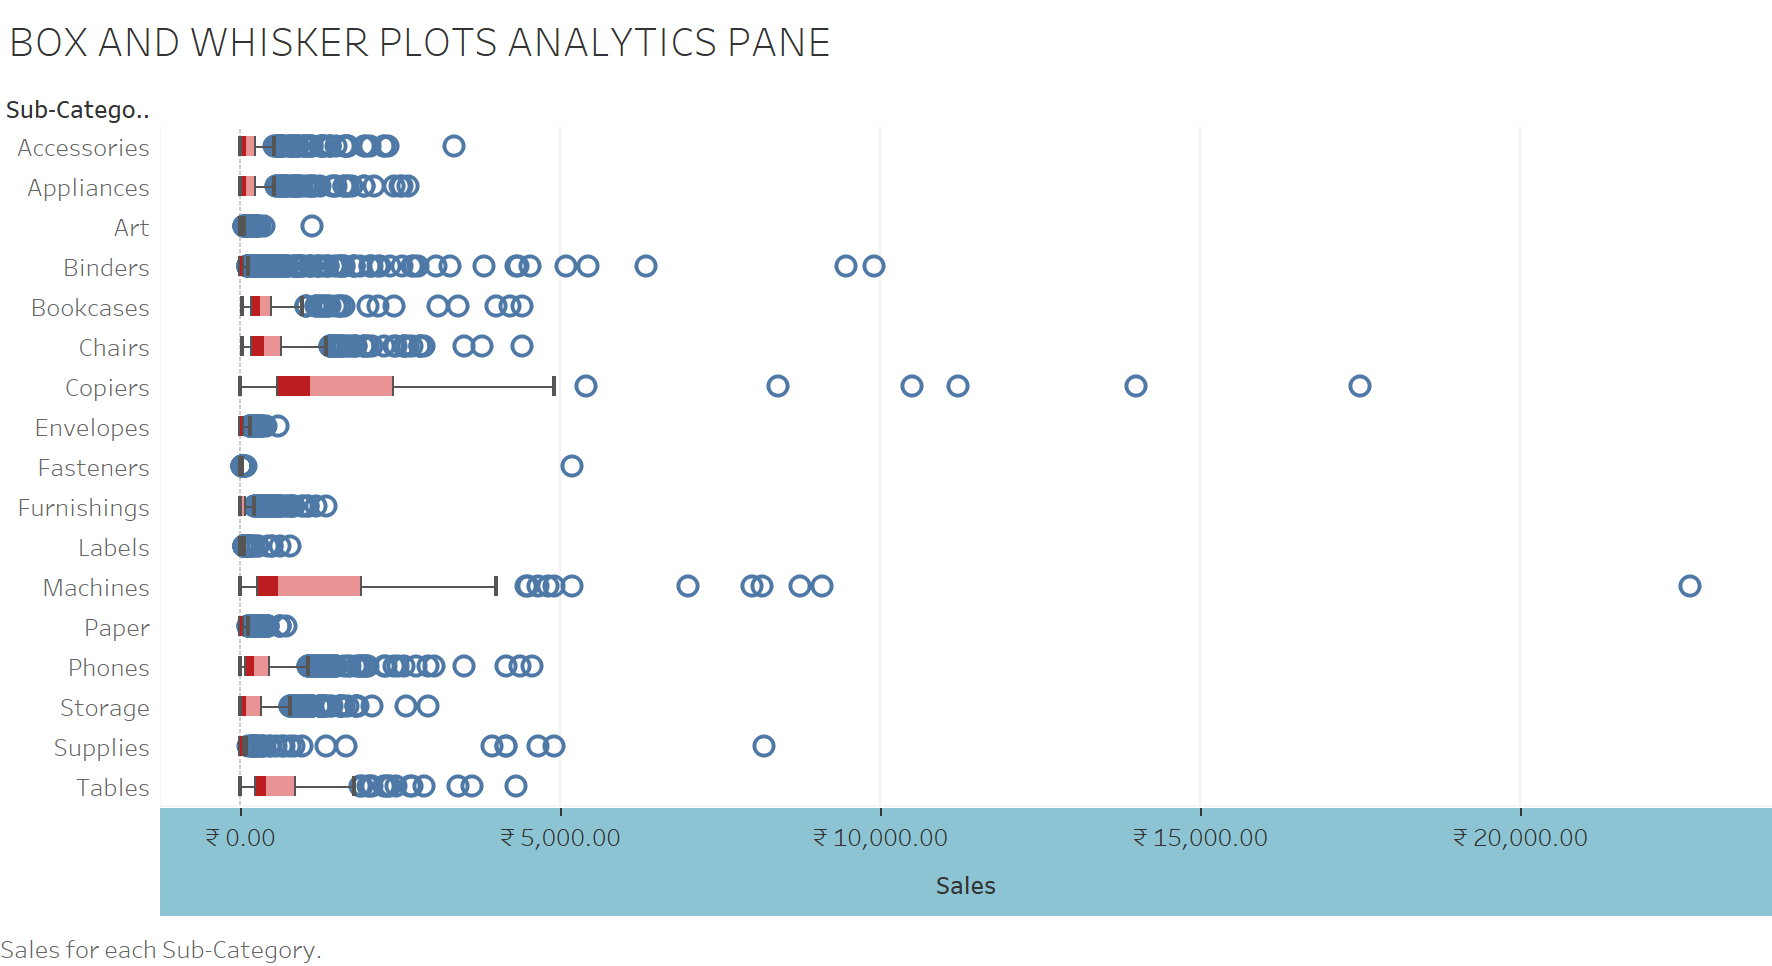 BOX AND WHISKER PLOTS ANALYTICS PANE
Sub-Catego..
Accessories
Appliances
Art
Binders
Bookcases
Chairs
Copiers
Envelopes
Fasteners
Furnishings
Labels
Machines
Paper
Phones
Storage
Supplies
Tables
₹ 0.00 ₹ 5,000.00 ₹ 10,000.00 ₹ 15,000.00 ₹ 20,000.00
Sales
Sales for each Sub-Category.